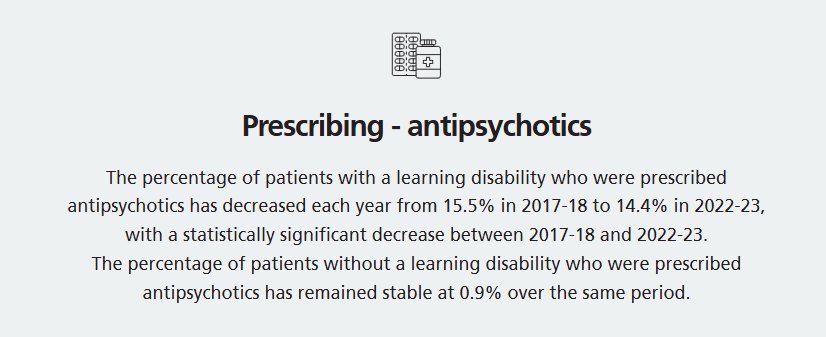 Prescribing - antipsychotics
The percentage of patients with a learning disability who were prescribed
antipsychotics has decreased each year from 15.5% in 2017-18 to 14.4% in 2022-23,
with a statistically significant decrease between 2017-18 and 2022-23.
The percentage of patients without a learning disability who were prescribed
antipsychotics has remained stable at 0.9% over the same period.